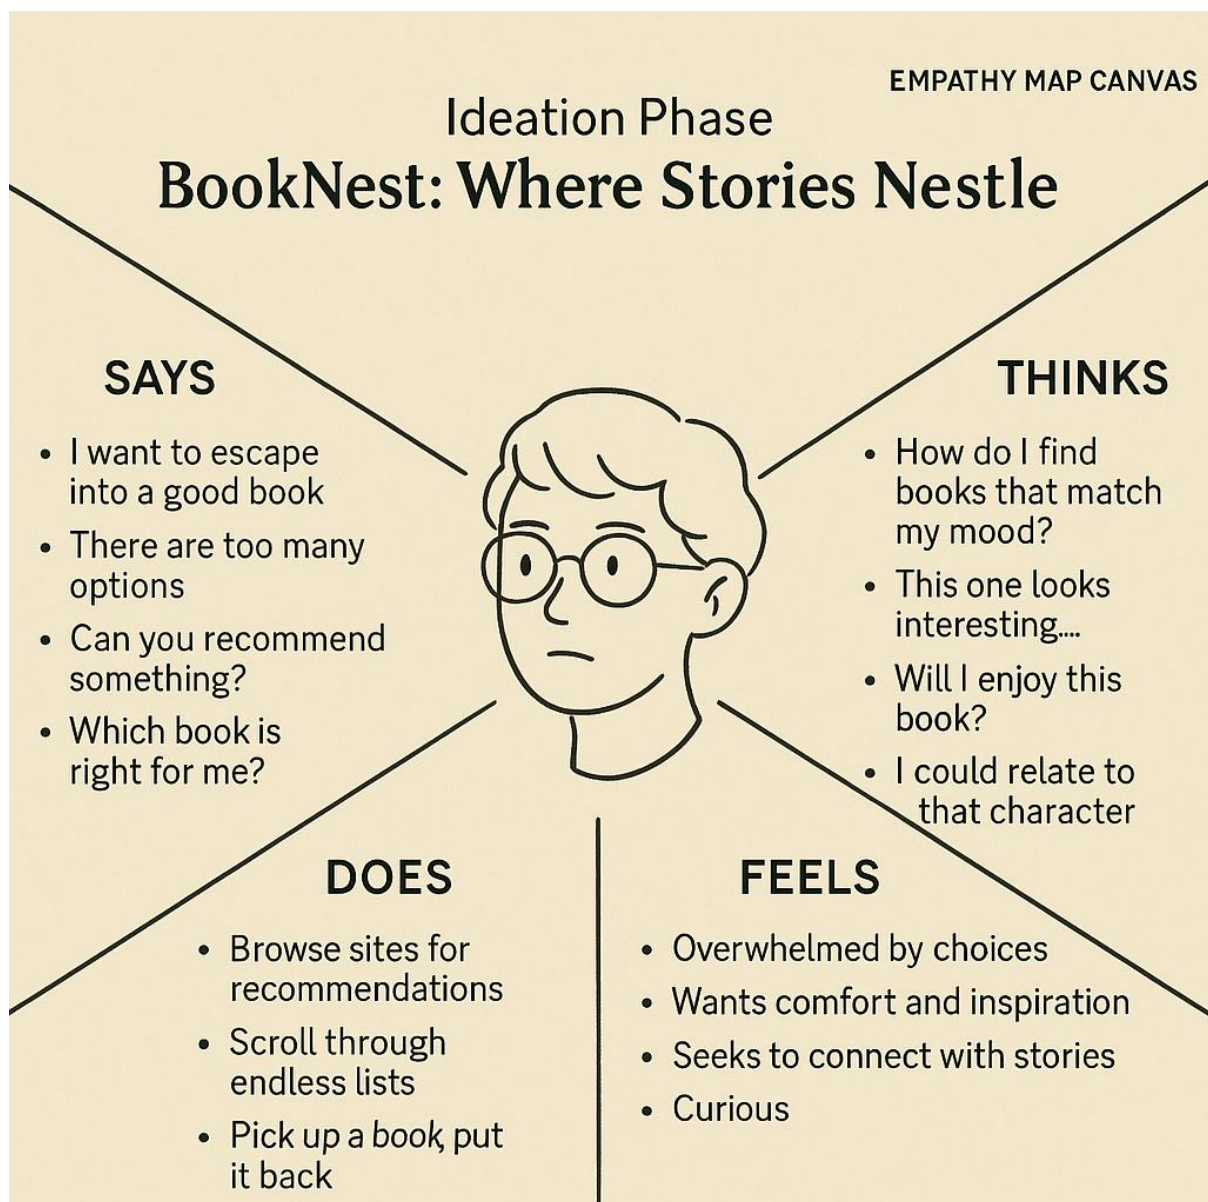 EMPATHY MAP CANVAS
Ideation Phase
BookNest: Where Stories Nestle
SAYS
• I want to escape
into a good book
• There are too many
options
• Can you recommend
something?
• Which book is
right for me?
THINKS
• How do I find
books that match
my mood?
• This one looks
interesting....
• Will I enjoy this
book?
• I could relate to
that character
DOES
• Browse sites for
recommendations
• Scroll through
endless lists
• Pick up a book, put
it back
FEELS
• Overwhelmed by choices
• Wants comfort and inspiration
• Seeks to connect with stories
• Curious